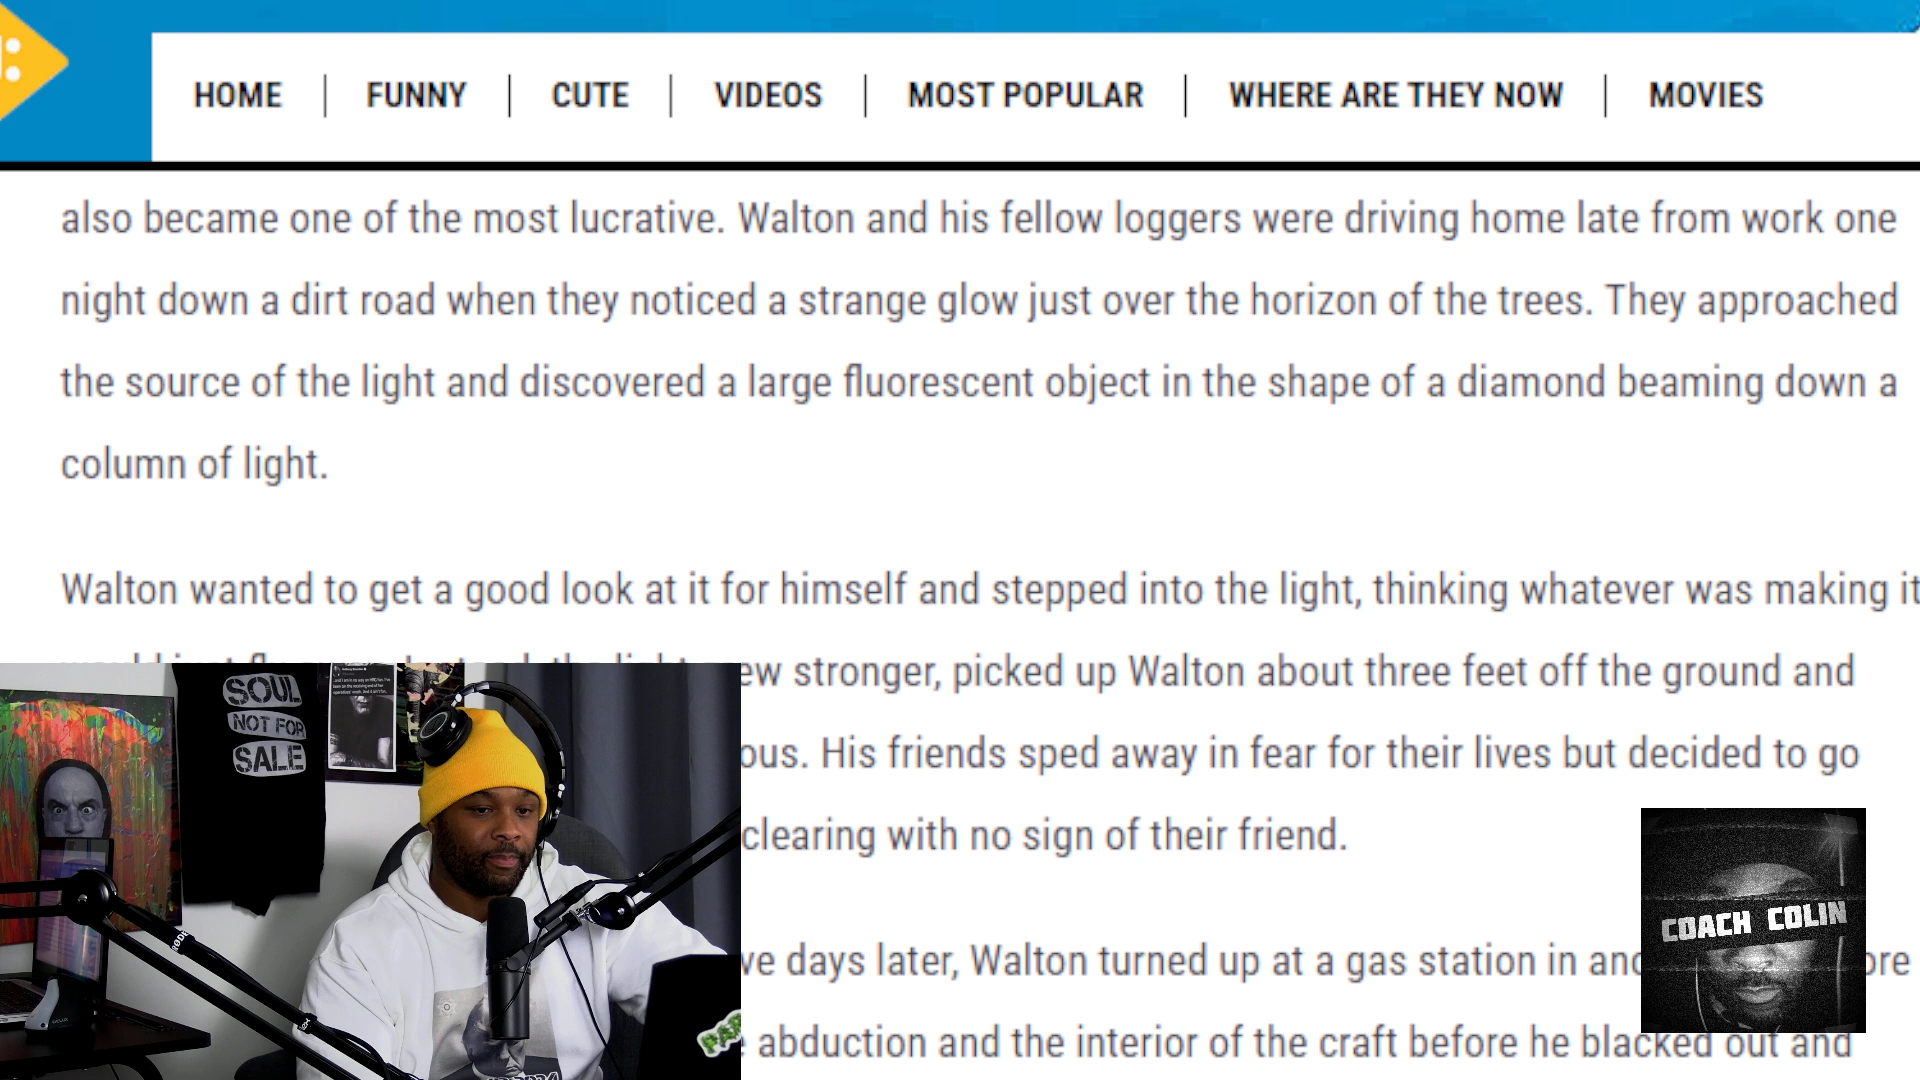 HOME | FUNNY | CUTE | VIDEOS | MOST POPULAR | WHERE ARE THEY NOW | MOVIES
also became one of the most lucrative. Walton and his fellow loggers were driving home late from work one
night down a dirt road when they noticed a strange glow just over the horizon of the trees. They approached
the source of the light and discovered a large fluorescent object in the shape of a diamond beaming down a
column of light.
Walton wanted to get a good look at it for himself and stepped into the light, thinking whatever was making it
ew stronger, picked up Walton about three feet off the ground and
ous. His friends sped away in fear for their lives but decided to go
clearing with no sign of their friend.
ve days later, Walton turned up at a gas station in
ore
abduction and the interior of the craft before he blacked out and
SOUL
NOT FOR
SALE
RØDE
COACH COLIN